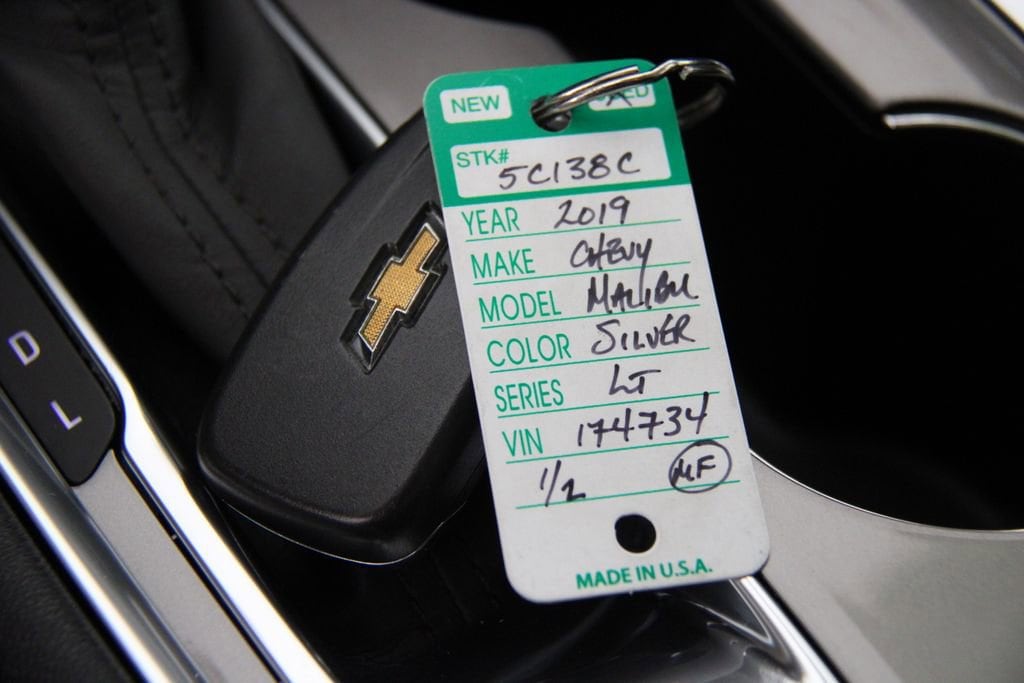 NEW USED
STK# 5C138C
YEAR 2019
MAKE CHEVY
MODEL MALIBU
COLOR SILVER
SERIES LT
VIN 174734
1/2 MF
MADE IN U.S.A.
D
L